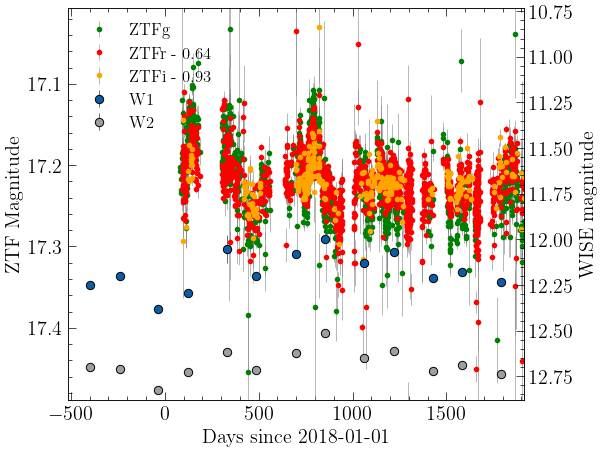 ZTFg
ZTFr - 0.64
ZTFi - 0.93
W1
W2
17.1
17.2
17.3
17.4
ZTF Magnitude
10.75
11.00
11.25
11.50
11.75
12.00
12.25
12.50
12.75
WISE magnitude
−500 0 500 1000 1500
Days since 2018-01-01